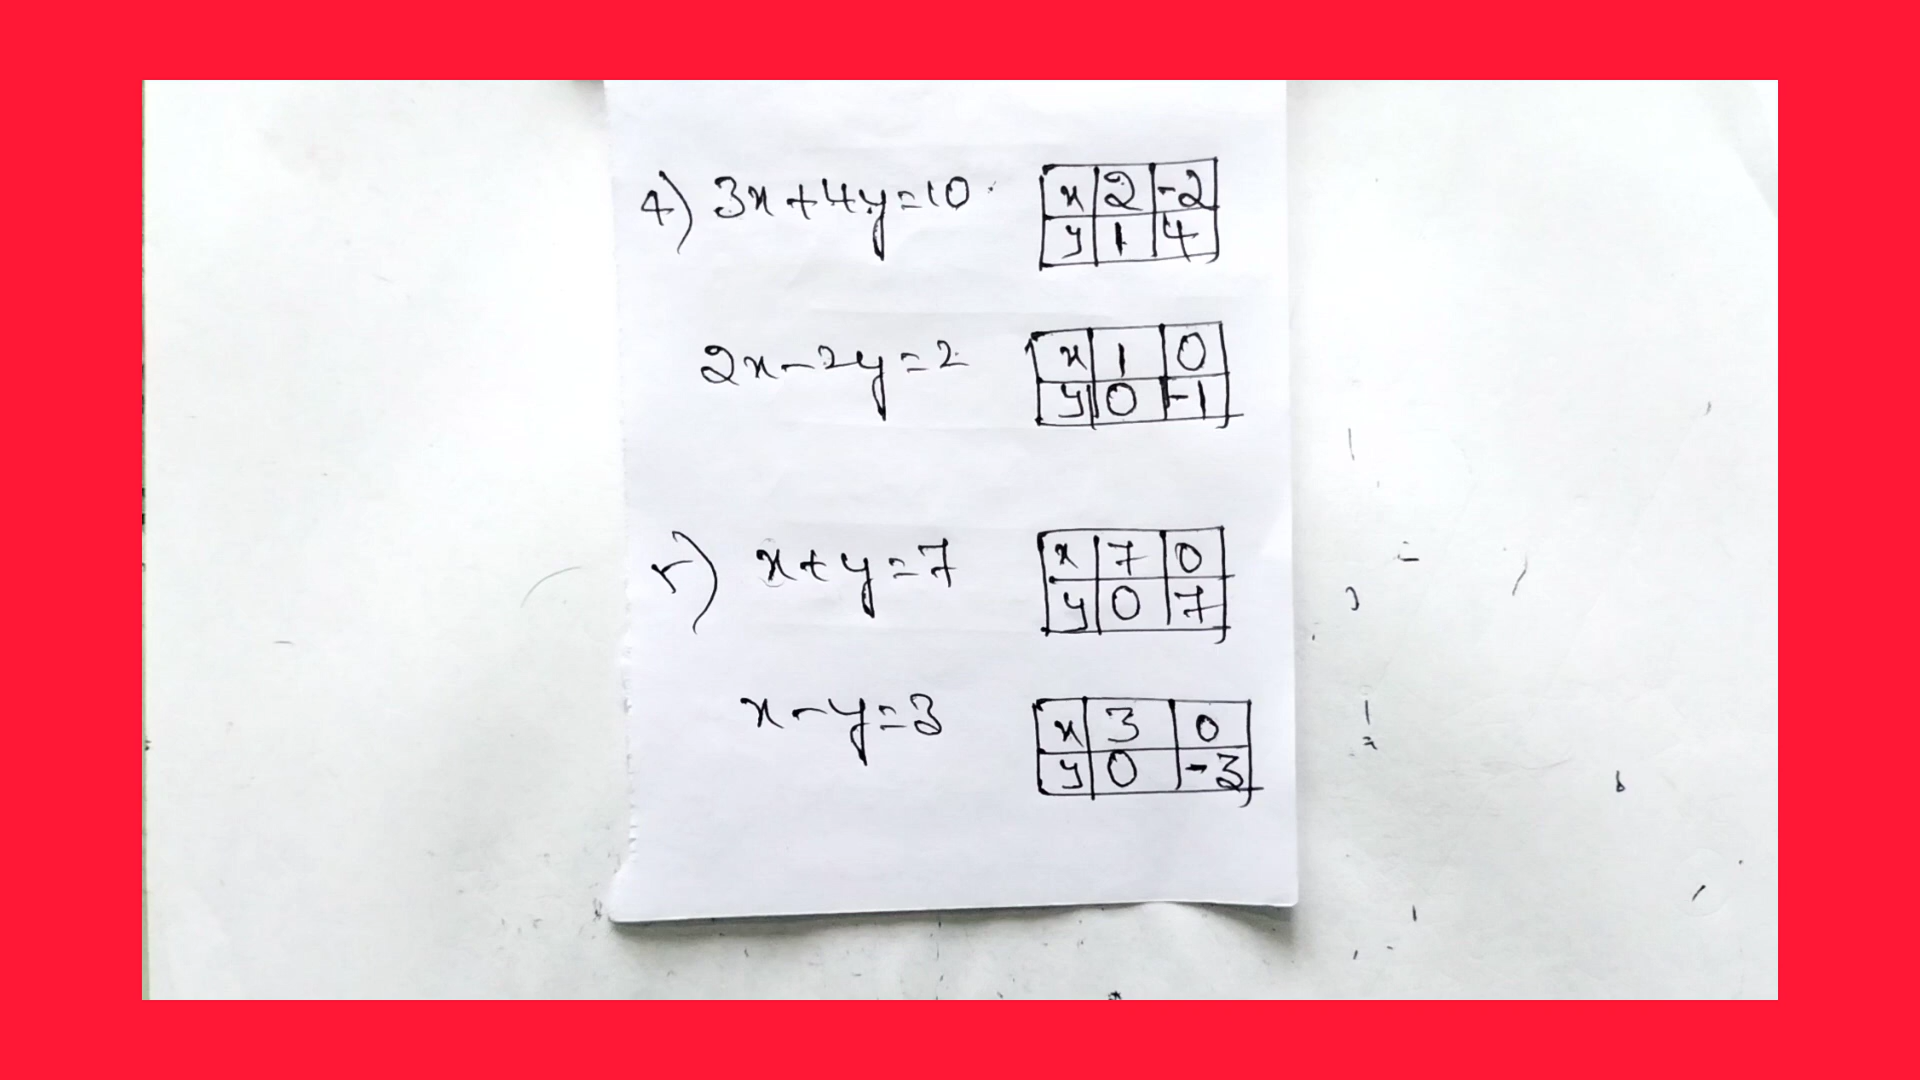 4) 3x+4y=10
x 2 -2
y 1 4
2x-2y=2
x 1 0
y 0 -1
5) x+y=7
x 7 0
y 0 7
x-y=3
x 3 0
y 0 -3